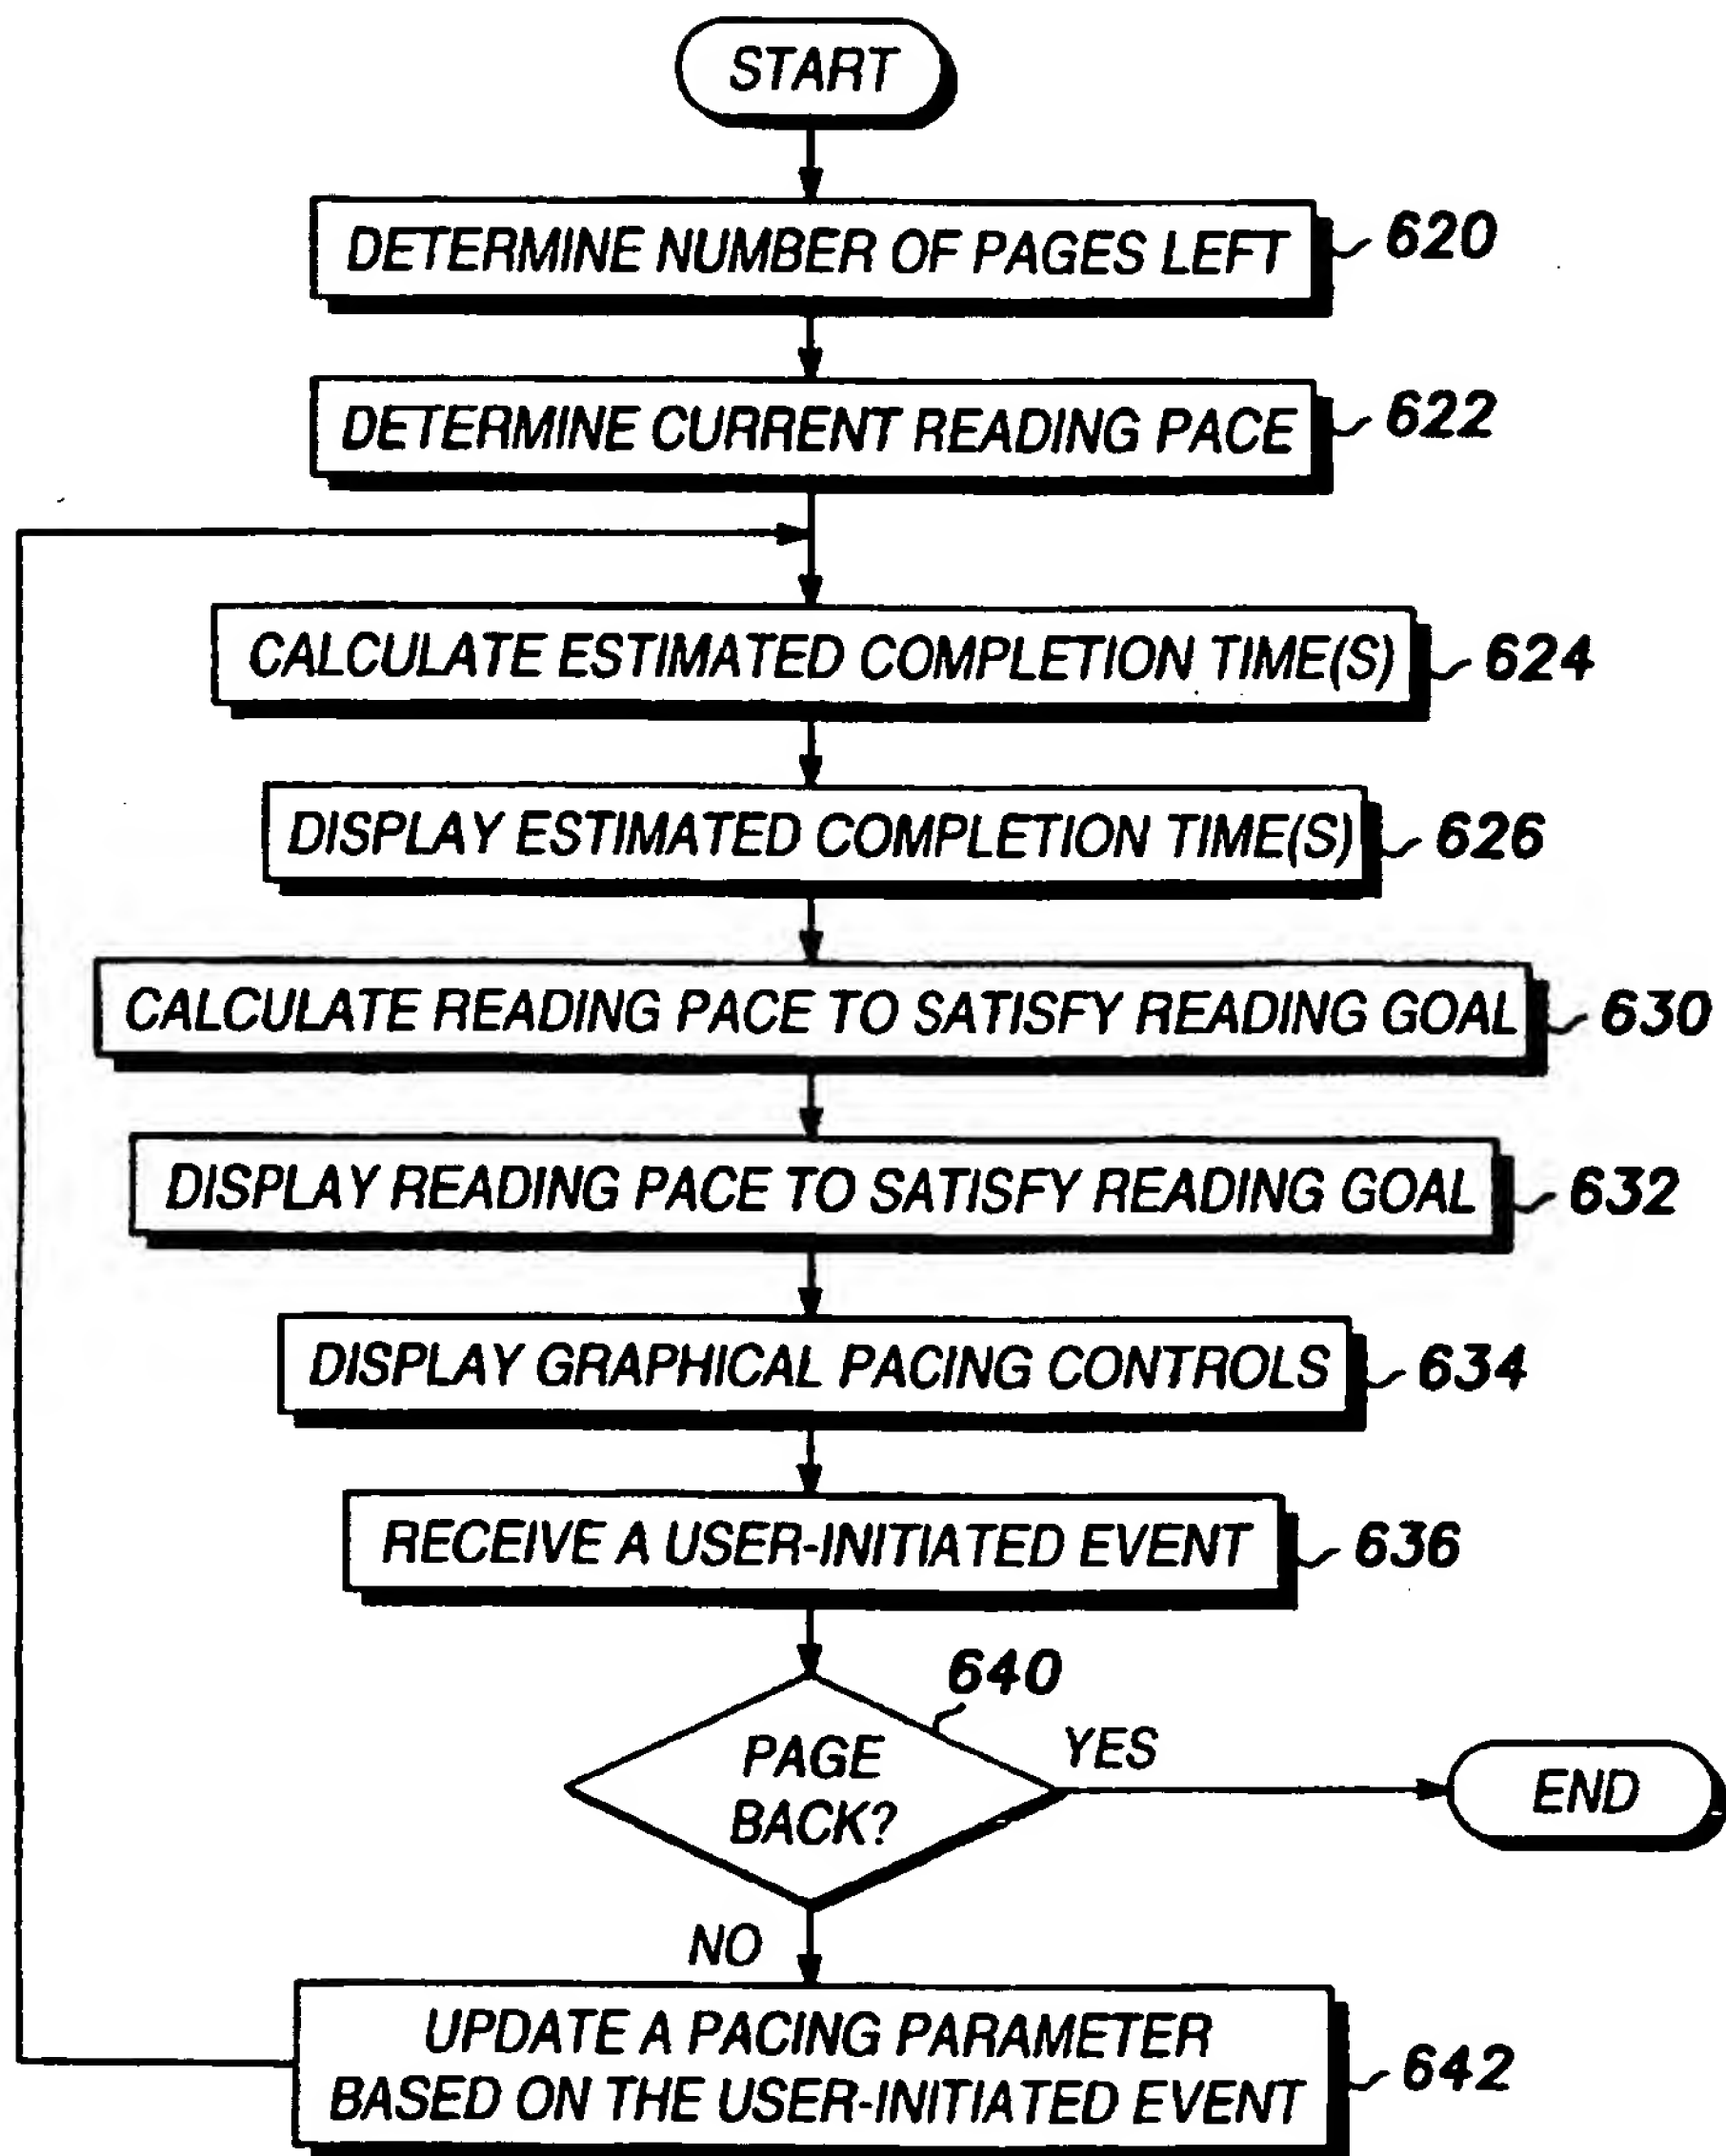 START
DETERMINE NUMBER OF PAGES LEFT
620
DETERMINE CURRENT READING PACE
622
CALCULATE ESTIMATED COMPLETION TIME(S)
624
DISPLAY ESTIMATED COMPLETION TIME(S)
626
CALCULATE READING PACE TO SATISFY READING GOAL
630
DISPLAY READING PACE TO SATISFY READING GOAL
632
DISPLAY GRAPHICAL PACING CONTROLS
634
RECEIVE A USER-INITIATED EVENT
636
640
PAGE
BACK?
YES
END
NO
UPDATE A PACING PARAMETER
BASED ON THE USER-INITIATED EVENT
642